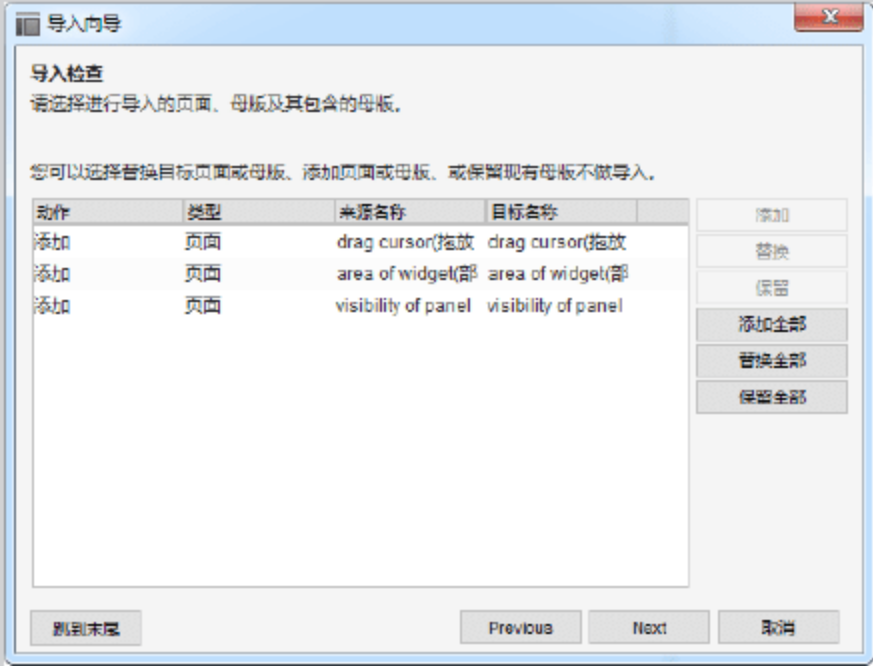 导入向导
导入检查
请选择进行导入的页面、母版及其包含的母版。
您可以选择替换目标页面或母版、添加页面或母版、或保留现有母版不做导入。
动作 类型 来源名称 目标名称
添加 页面 drag cursor(拖放 drag cursor(拖放
添加 页面 area of widget(部 area of widget(部
添加 页面 visibility of panel visibility of panel
添加
替换
保留
添加全部
替换全部
保留全部
跳到末尾 Previous Next 取消